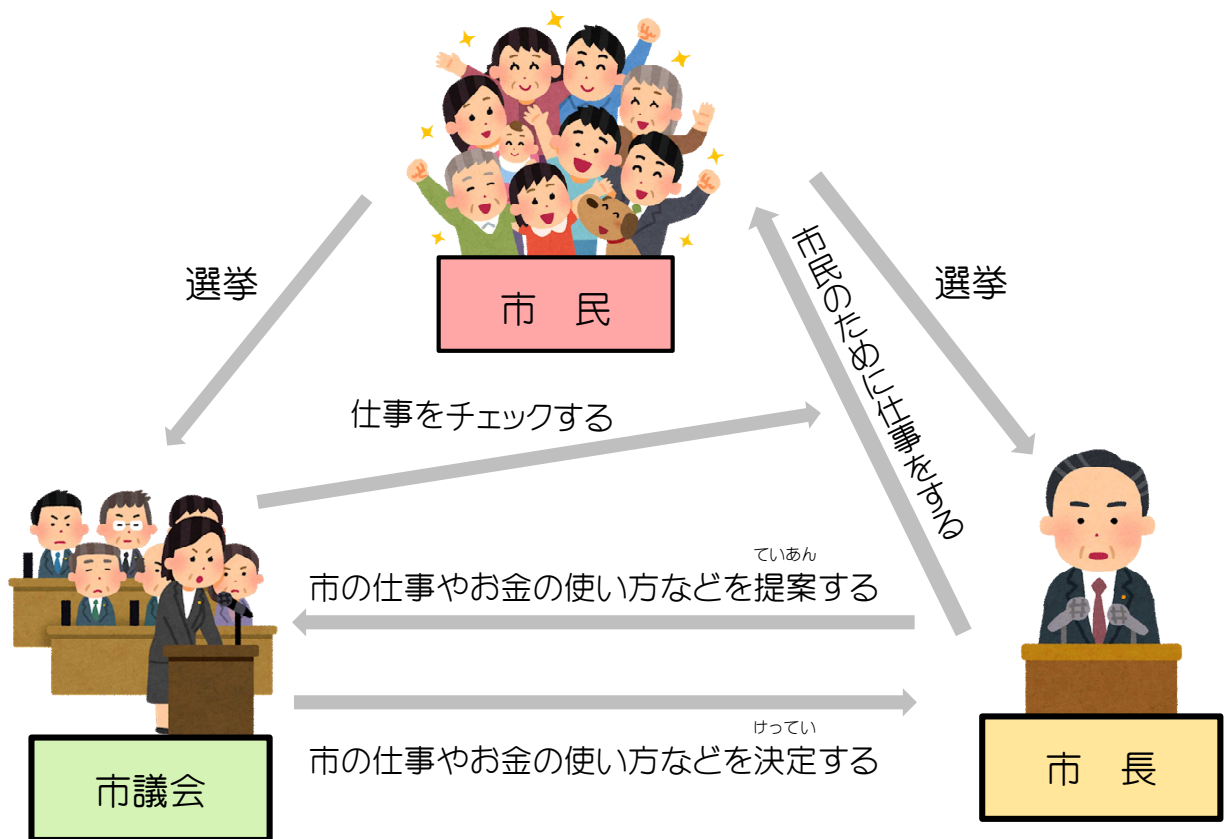 市　民
選挙
選挙
市民のために仕事をする
仕事をチェックする
ていあん
市の仕事やお金の使い方などを提案する
けってい
市の仕事やお金の使い方などを決定する
市議会
市　長